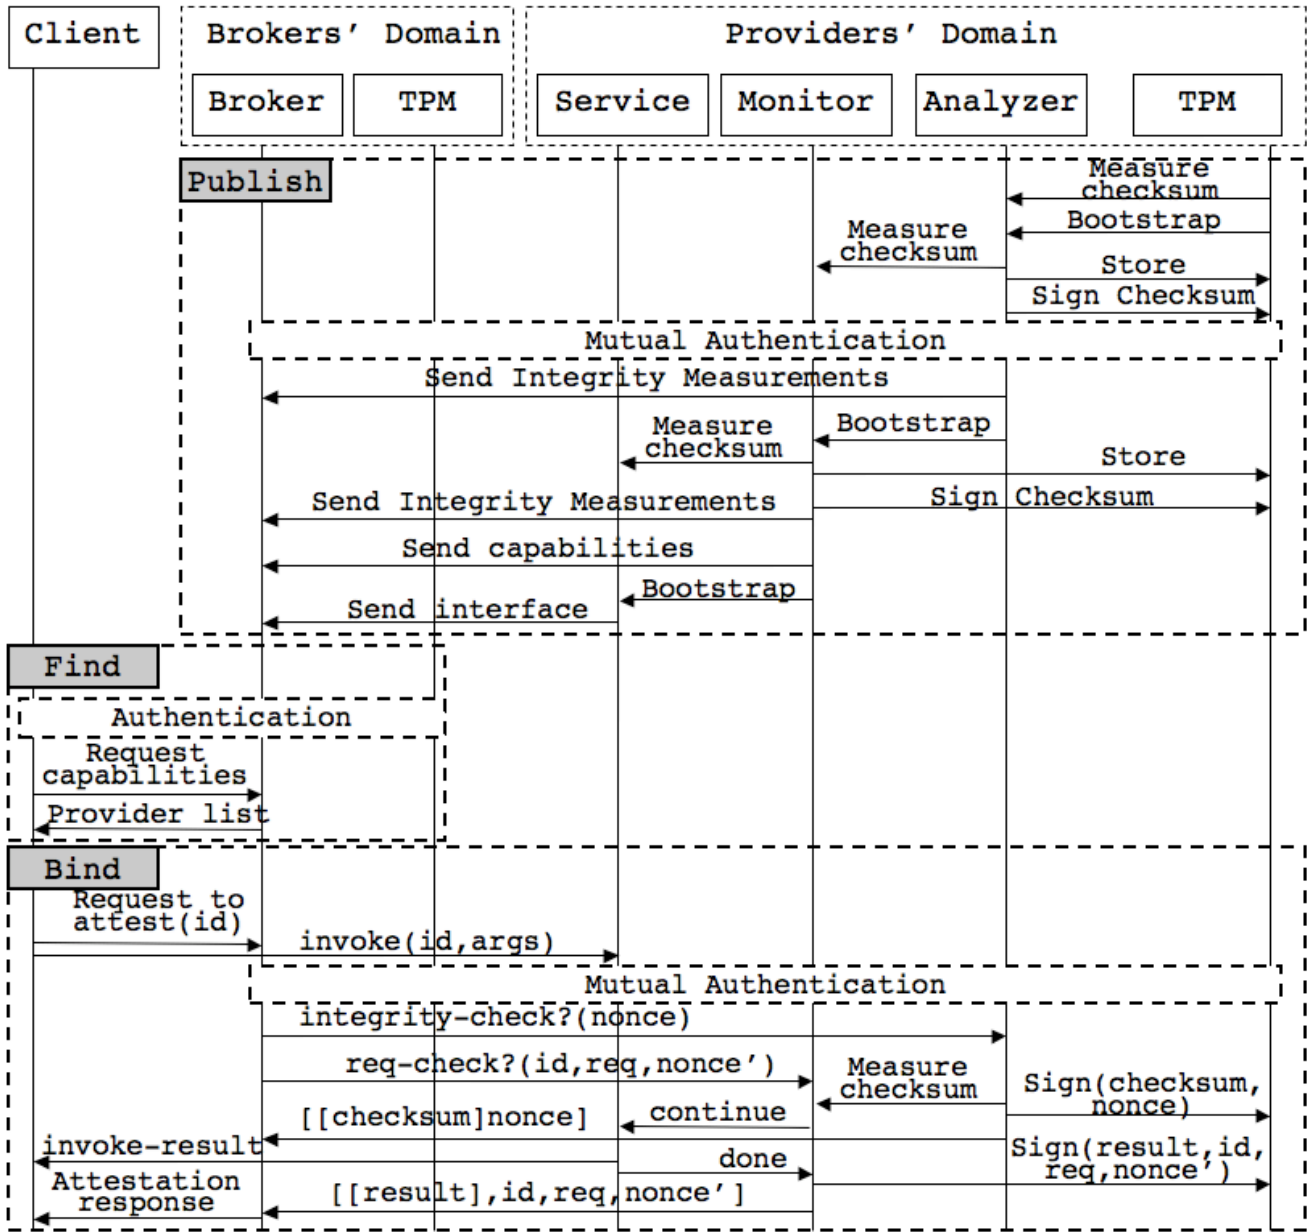 Client
Brokers' Domain
Providers' Domain
Broker
TPM
Service
Monitor
Analyzer
TPM
Publish
Measure
checksum
Bootstrap
Measure
checksum
Store
Sign Checksum
Mutual Authentication
Send Integrity Measurements
Bootstrap
Measure
checksum
Store
Send Integrity Measurements
Sign Checksum
Send capabilities
Bootstrap
Send interface
Find
Authentication
Request
capabilities
Provider list
Bind
Request to
attest(id)
invoke(id,args)
Mutual Authentication
integrity-check?(nonce)
req-check?(id,req,nonce')
Measure
checksum
Sign(checksum,
nonce)
[[checksum]nonce]
continue
invoke-result
done
Sign(result,id,
req,nonce')
Attestation
response
[[result],id,req,nonce']